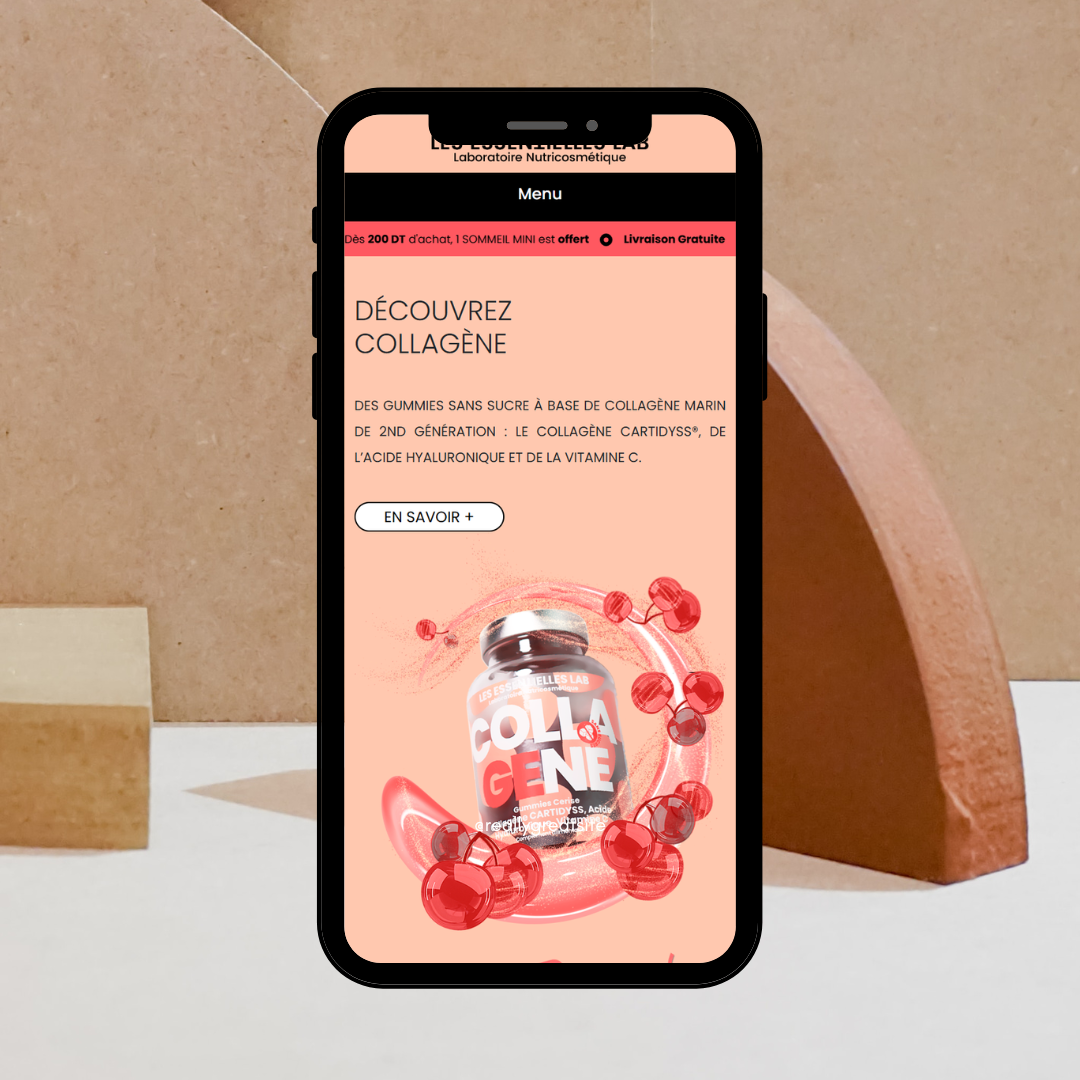 LES ESSENTIELLES LAB
Laboratoire Nutricosmétique
Menu
Dès 200 DT d'achat, 1 SOMMEIL MINI est offert Livraison Gratuite
DÉCOUVREZ
COLLAGÈNE
DES GUMMIES SANS SUCRE À BASE DE COLLAGÈNE MARIN
DE 2ND GÉNÉRATION : LE COLLAGÈNE CARTIDYSS®, DE
L'ACIDE HYALURONIQUE ET DE LA VITAMINE C.
EN SAVOIR +
LES ESSENTIELLES LAB
COLLA
GENE
Gummies Cerise
Collagène CARTIDYSS, Acide
@reallygreatsite